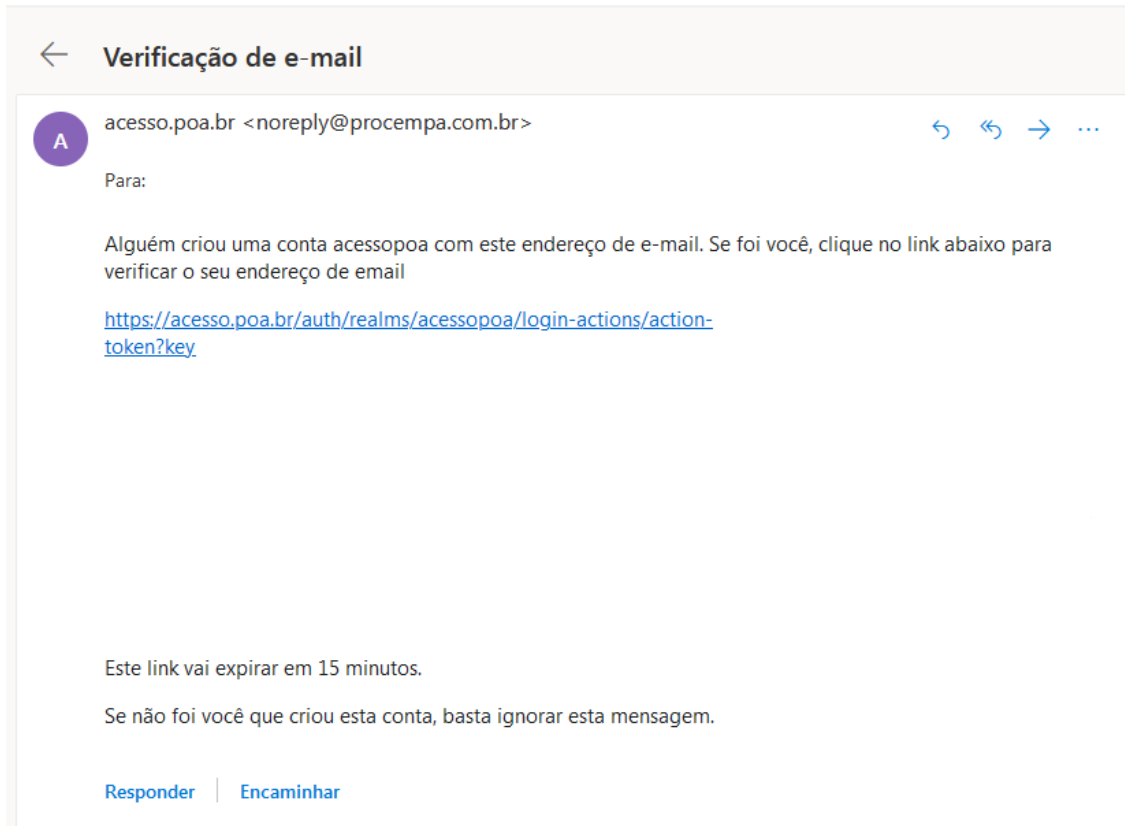 Verificação de e-mail
A
acesso.poa.br <noreply@procempa.com.br>
Para:
Alguém criou uma conta acessopoa com este endereço de e-mail. Se foi você, clique no link abaixo para
verificar o seu endereço de email
https://acesso.poa.br/auth/realms/acessopoa/login-actions/action-
token?key
Este link vai expirar em 15 minutos.
Se não foi você que criou esta conta, basta ignorar esta mensagem.
Responder
Encaminhar